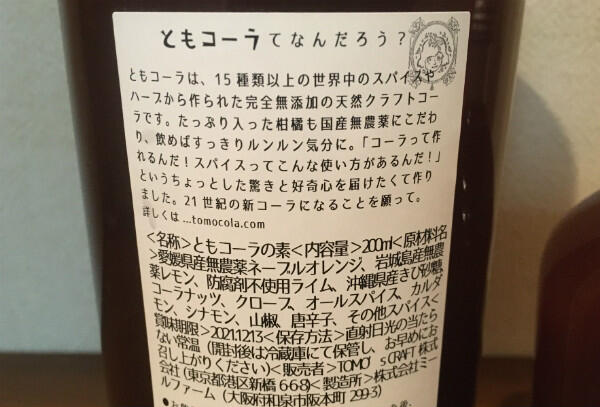 ともコーラてなんだろう?
ともコーラは、15種類以上の世界中のスパイスや
ハーブから作られた完全無添加の天然クラフトコー
ラです。たっぷり入った柑橘も国産無農薬にこだわ
り、飲めばすっきりルンルン気分に。「コーラって作
れるんだ!スパイスってこんな使い方があるんだ!」
というちょっとした驚きと好奇心を届けたくて作り
ました。21世紀の新コーラになることを願って。
詳しくは...tomocola.com
<名称>ともコーラの素<内容量>200ml<原材料名
>愛媛県産無農薬ネーブルオレンジ、岩城島産無農
薬レモン、防腐剤不使用ライム、沖縄県産きび砂糖、
コーラナッツ、クローブ、オールスパイス、カルダ
モン、シナモン、山椒、唐辛子、その他スパイス<
賞味期限>2021.12.13<保存方法>直射日光の当たら
ない常温(開封後は冷蔵庫にて保管し、お早めにお
召し上がりください)<販売者>TOMO'sCRAFT株式
会社(東京都港区新橋6-6-8)<製造所>株式会社ミー
ルファーム(大阪府和泉市阪本町299-3)